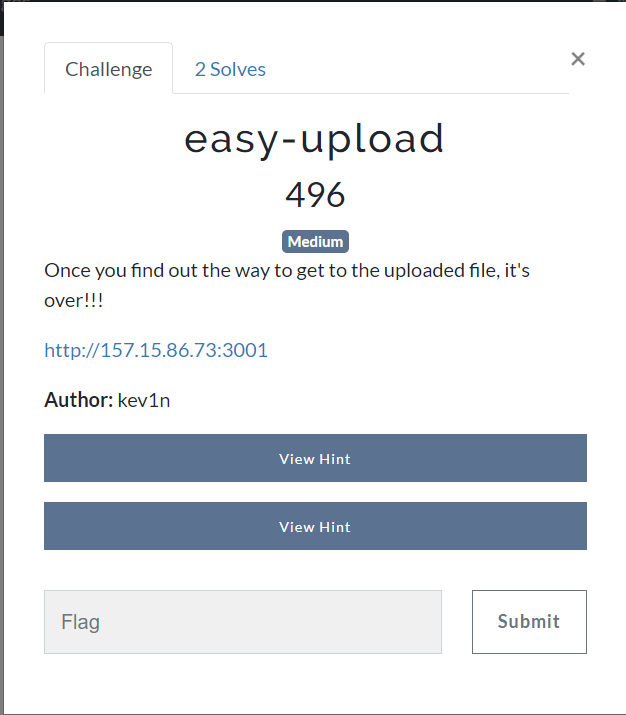 Challenge
2 Solves
×
easy-upload
496
Medium
Once you find out the way to get to the uploaded file, it's
over!!!
http://157.15.86.73:3001
Author: kev1n
View Hint
View Hint
Flag
Submit